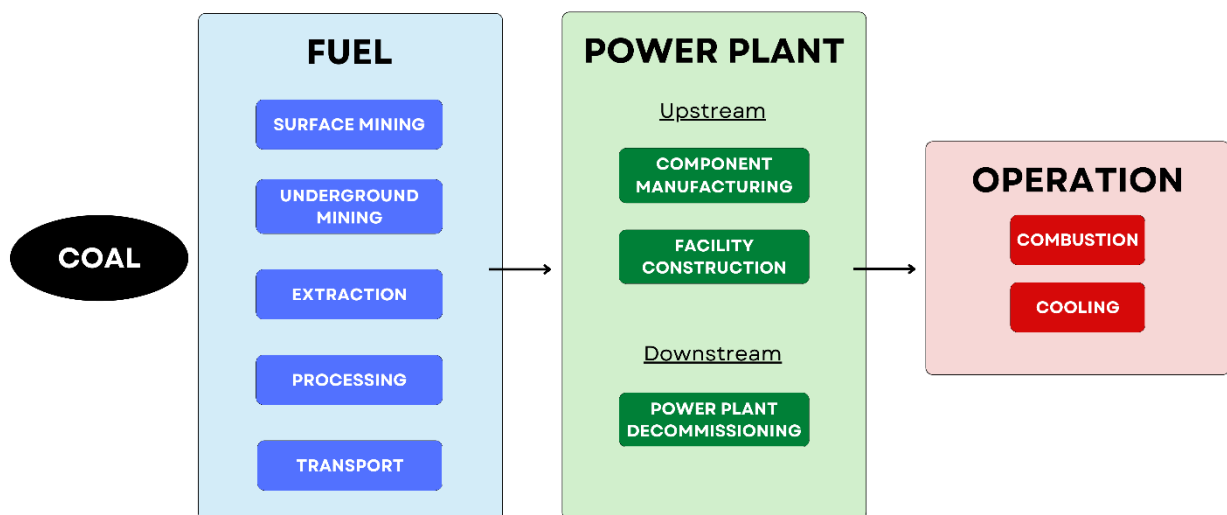 COAL
FUEL
SURFACE MINING
UNDERGROUND
MINING
EXTRACTION
PROCESSING
TRANSPORT
POWER PLANT
Upstream
COMPONENT
MANUFACTURING
FACILITY
CONSTRUCTION
Downstream
POWER PLANT
DECOMMISSIONING
OPERATION
COMBUSTION
COOLING